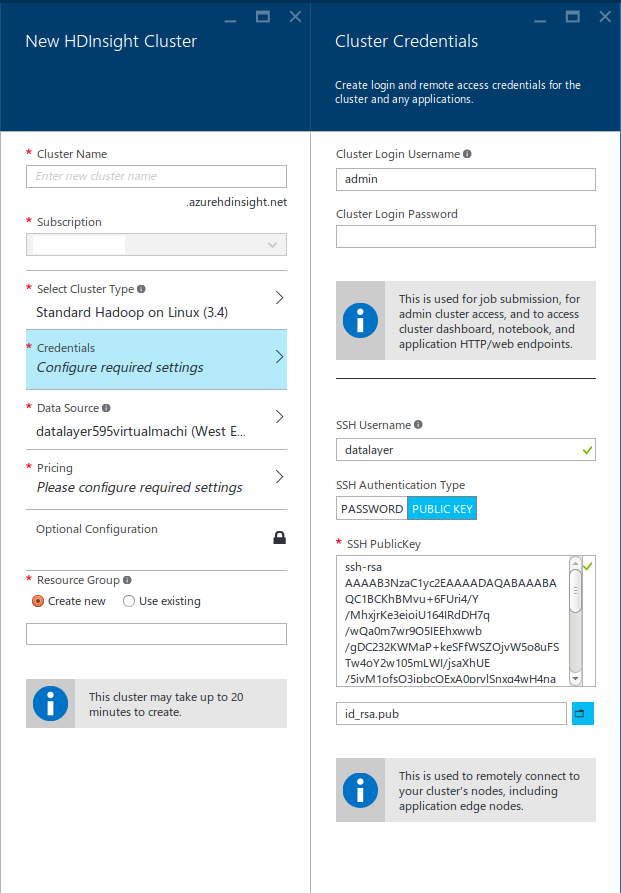 New HDInsight Cluster
* Cluster Name
Enter new cluster name
.azurehdinsight.net
* Subscription
* Select Cluster Type
Standard Hadoop on Linux (3.4)
* Credentials
Configure required settings
* Data Source
datalayer595virtualmachi (West E...
* Pricing
Please configure required settings
Optional Configuration
* Resource Group
Create new Use existing
This cluster may take up to 20
minutes to create.
Cluster Credentials
Create login and remote access credentials for the
cluster and any applications.
Cluster Login Username
admin
Cluster Login Password
This is used for job submission, for
admin cluster access, and to access
cluster dashboard, notebook, and
application HTTP/web endpoints.
SSH Username
datalayer
SSH Authentication Type
PASSWORD PUBLIC KEY
* SSH PublicKey
ssh-rsa
AAAAB3NzaC1yc2EAAAADAQABAAABA
QC1BCKhBMvu+6FUri4/Y
/MhxjrKe3eioiU164IRdDH7q
/wQa0m7wr9O5IEEhxwwb
/gDC232KWMaP+keSFfWSZOjvW5o8uFS
Tw4oY2w105mLWI/jsaXhUE
/5ivM1ofsO3jpbcOExA0prvlSnxq4wH4na
id_rsa.pub
This is used to remotely connect to
your cluster's nodes, including
application edge nodes.